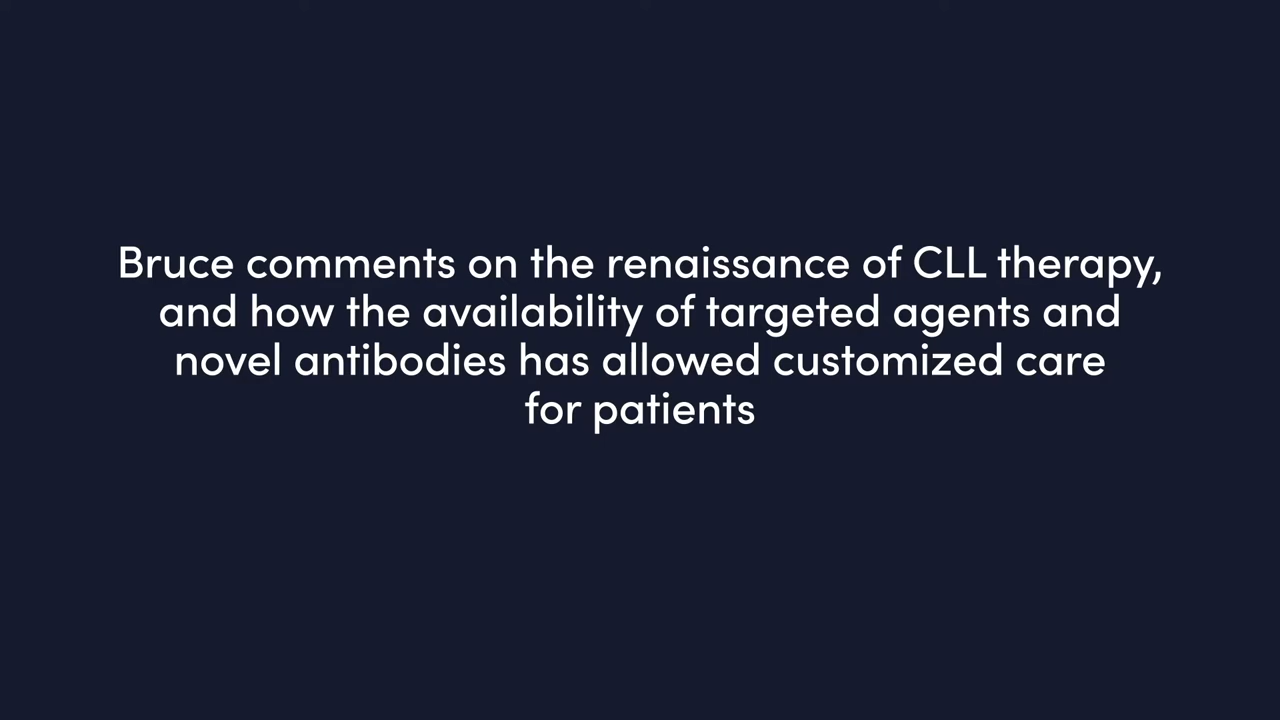 Bruce comments on the renaissance of CLL therapy,
and how the availability of targeted agents and
novel antibodies has allowed customized care
for patients